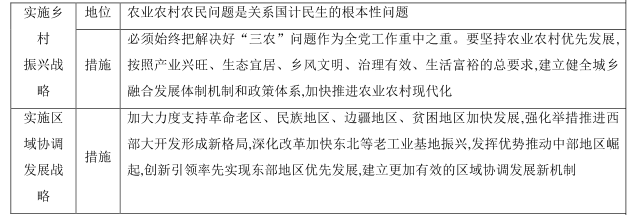 实施乡
村
振兴战
略
地位
农业农村农民问题是关系国计民生的根本性问题
措施
必须始终把解决好“三农”问题作为全党工作重中之重。要坚持农业农村优先发展,
按照产业兴旺、生态宜居、乡风文明、治理有效、生活富裕的总要求,建立健全城乡
融合发展体制机制和政策体系,加快推进农业农村现代化
实施区
域协调
发展战
略
措施
加大力度支持革命老区、民族地区、边疆地区、贫困地区加快发展,强化举措推进西
部大开发形成新格局,深化改革加快东北等老工业基地振兴,发挥优势推动中部地区崛
起,创新引领率先实现东部地区优先发展,建立更加有效的区域协调发展新机制